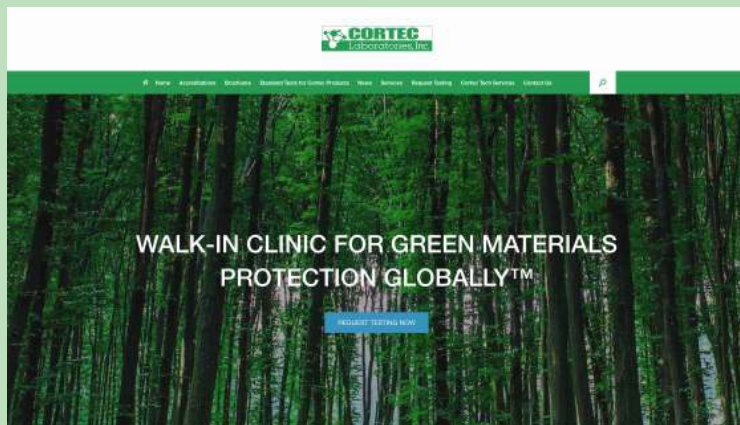 CORTEC
Laboratories, Inc.
Home Accreditations Brochures Standard Tests for Cortec Products News Services Request Testing Cortec Tech Services Contact Us
WALK-IN CLINIC FOR GREEN MATERIALS
PROTECTION GLOBALLY™
REQUEST TESTING NOW!